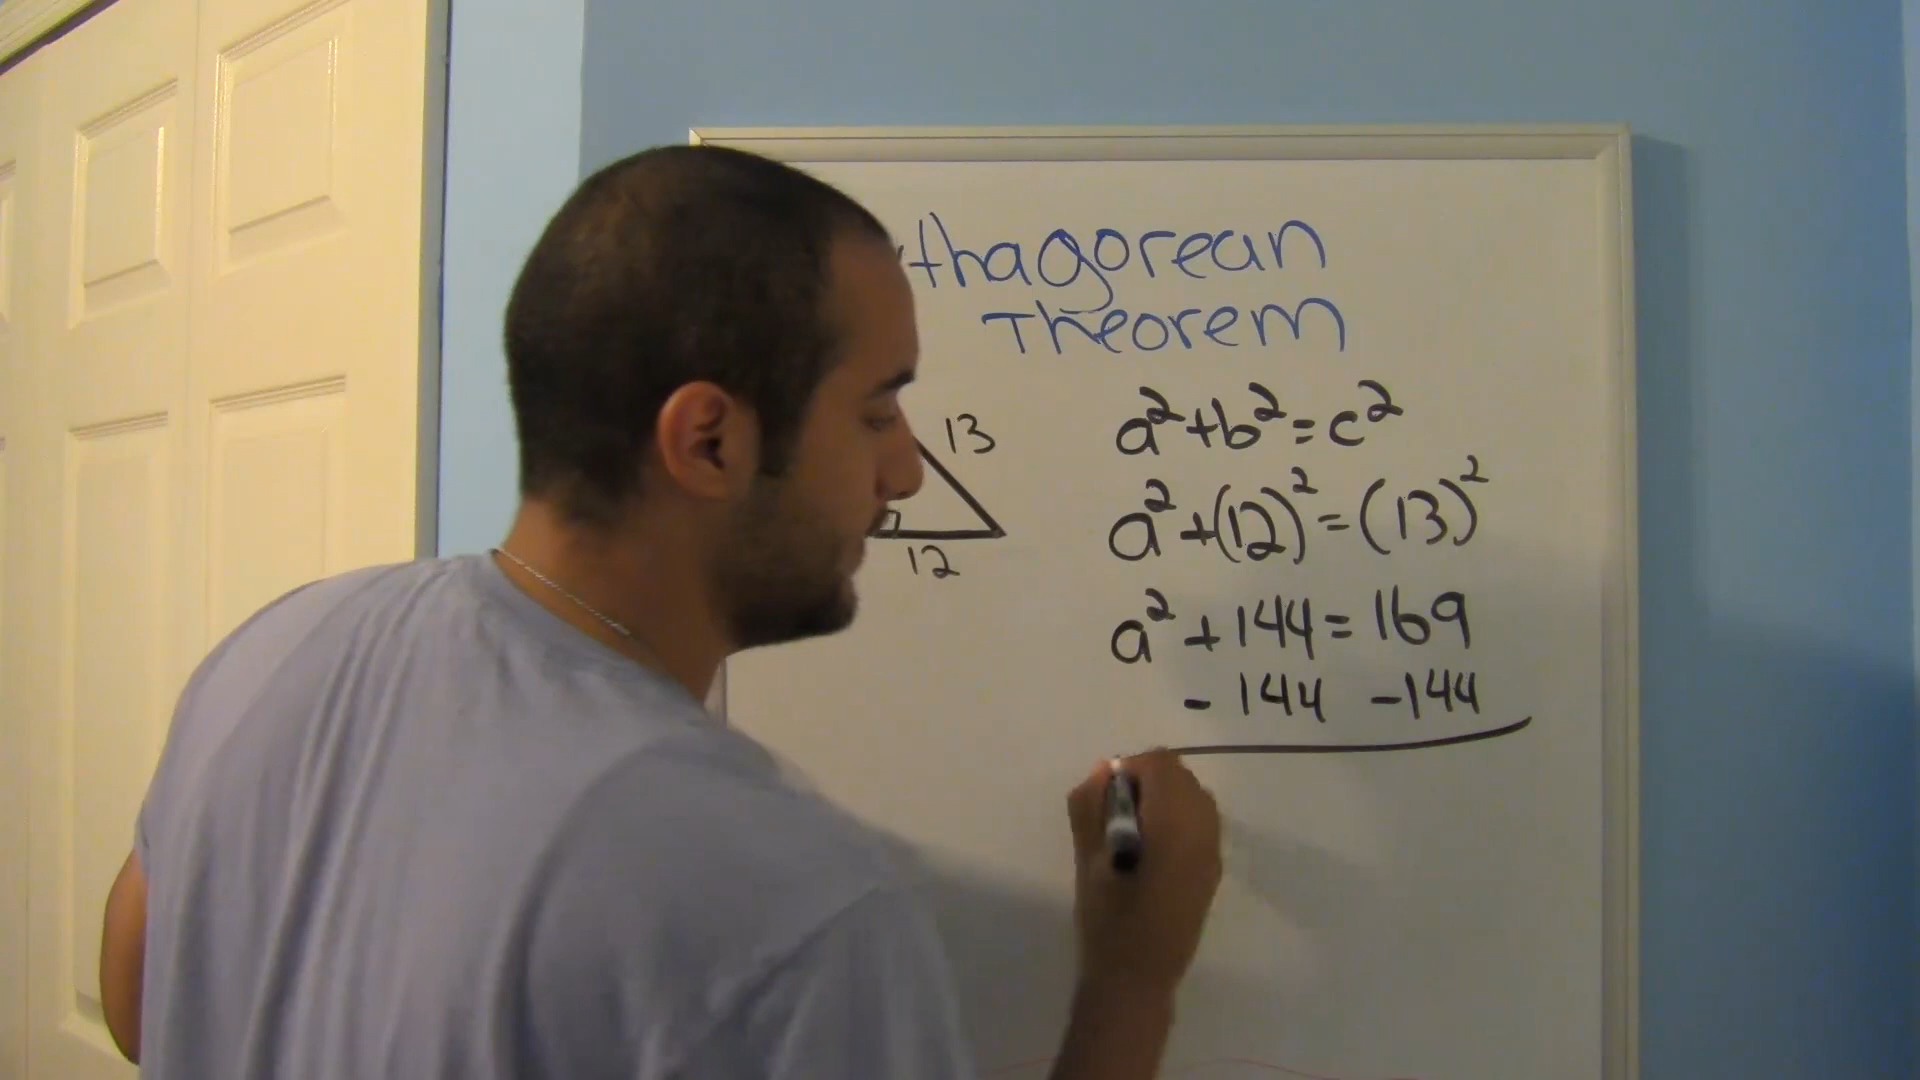 thagorean
Theorem
13
12
a²+b²=c²
a²+(12)²=(13)²
a²+144=169
-144 -144